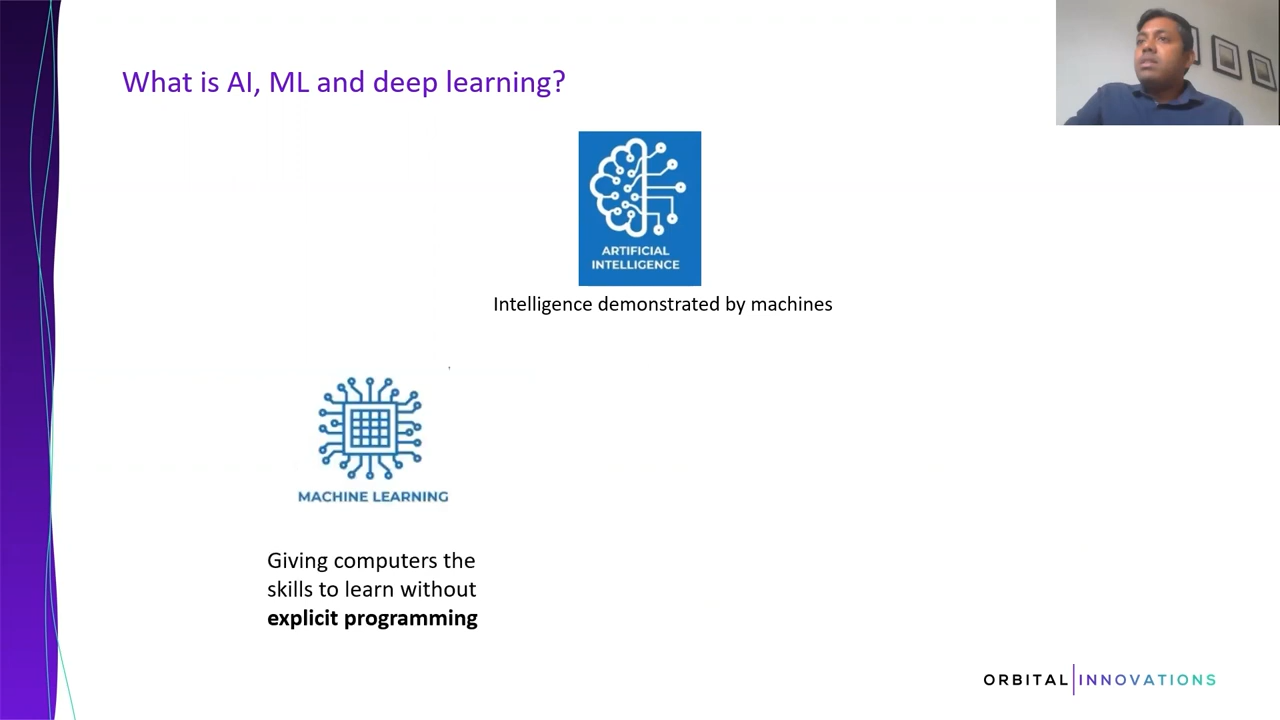 What is AI, ML and deep learning?
ARTIFICIAL
INTELLIGENCE
Intelligence demonstrated by machines
MACHINE LEARNING
Giving computers the
skills to learn without
explicit programming
ORBITAL INNOVATIONS